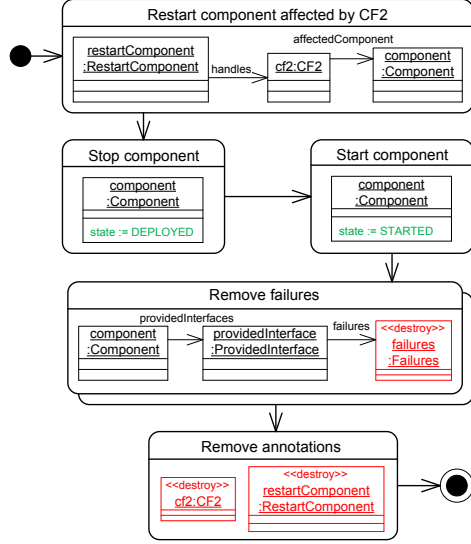 Restart component affected by CF2
restartComponent
:RestartComponent
handles
cf2:CF2
affectedComponent
component
:Component
Stop component
component
:Component
state := DEPLOYED
Start component
component
:Component
state := STARTED
Remove failures
providedInterfaces
component
:Component
providedInterface
:ProvidedInterface
failures
<<destroy>>
failures
:Failures
Remove annotations
<<destroy>>
cf2:CF2
<<destroy>>
restartComponent
:RestartComponent